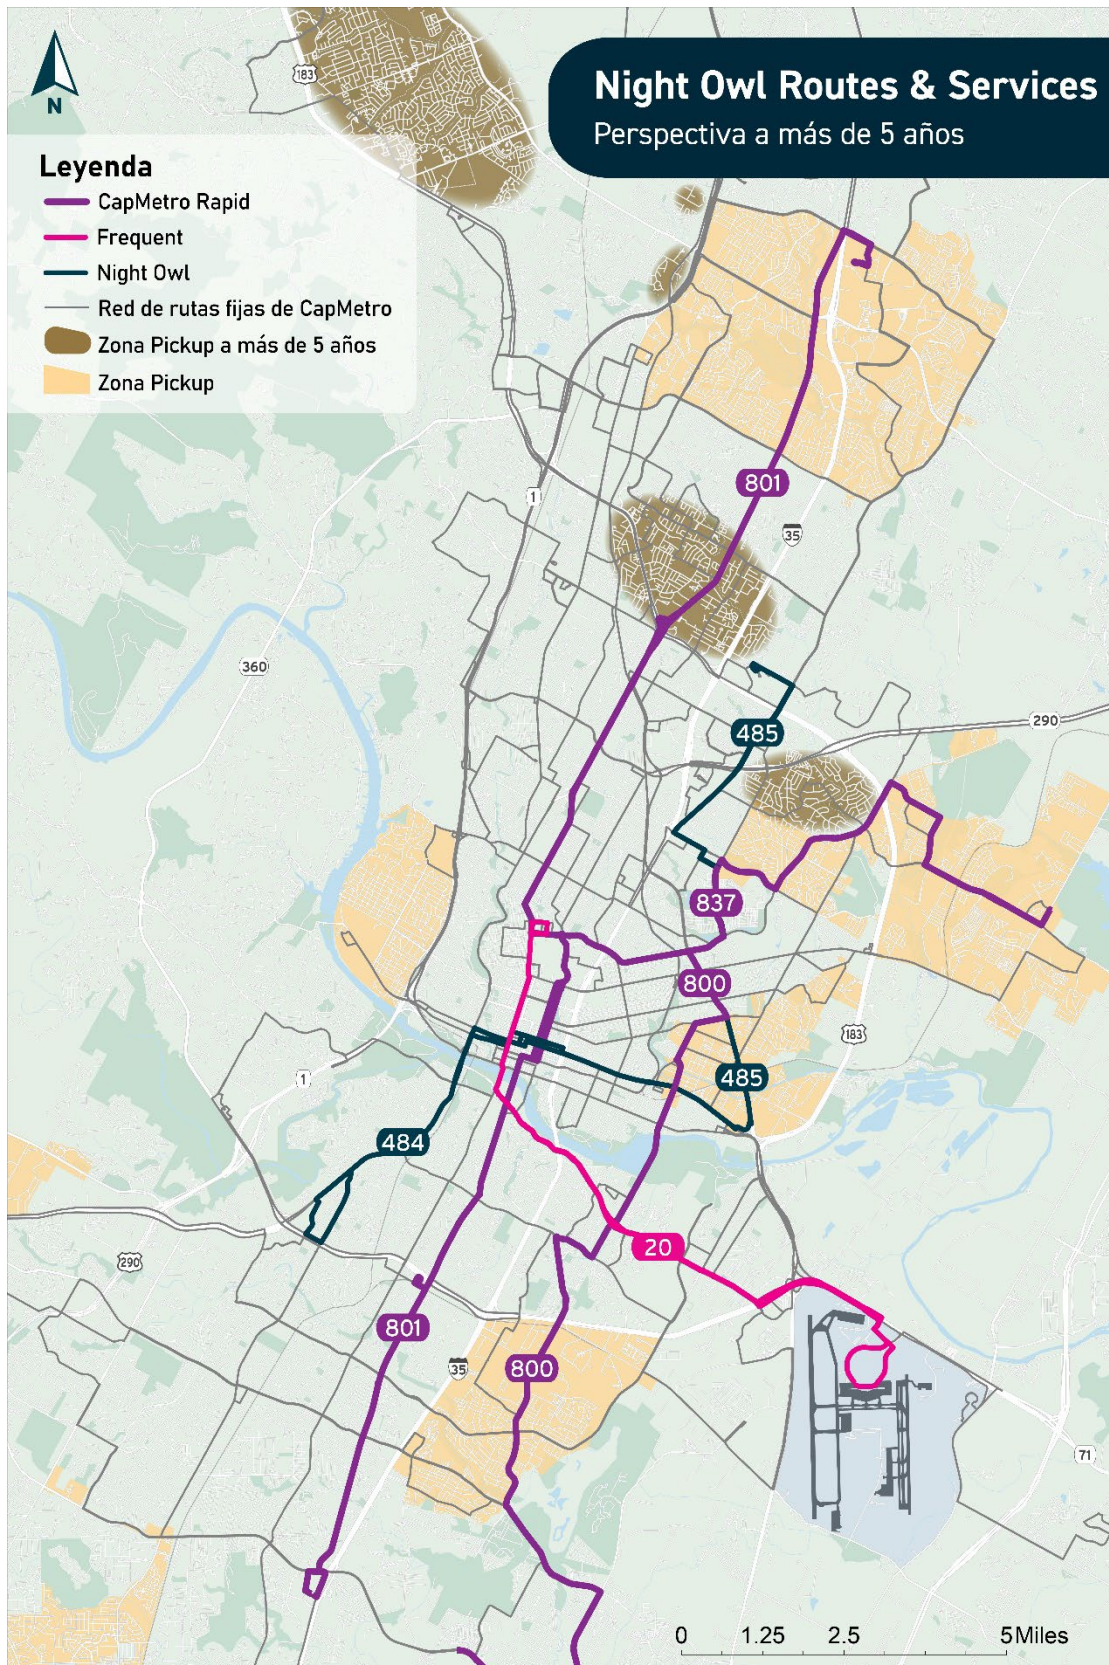 Night Owl Routes & Services
Perspectiva a más de 5 años
N
Leyenda
CapMetro Rapid
Frequent
Night Owl
Red de rutas fijas de CapMetro
Zona Pickup a más de 5 años
Zona Pickup
183
801
1
35
360
485
290
837
800
183
485
1
484
20
290
801
35
800
71
0 1.25 2.5 5 Miles